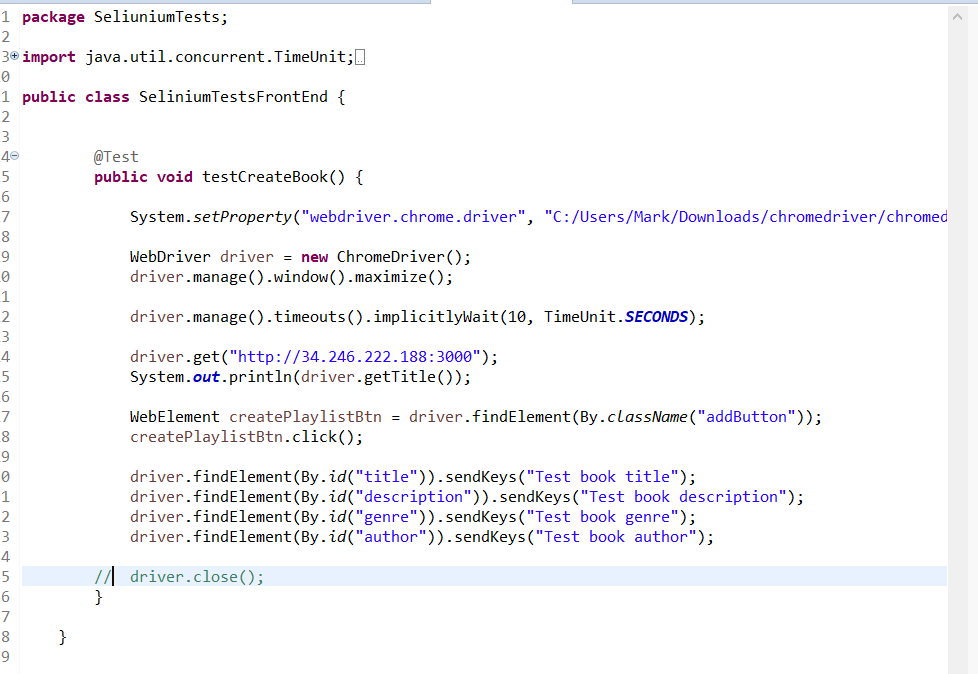 1 package SeliuniumTests;
2
3 import java.util.concurrent.TimeUnit;
0
1 public class SeliniumTestsFrontEnd {
2
3
4 @Test
5 public void testCreateBook() {
6
7 System.setProperty("webdriver.chrome.driver", "C:/Users/Mark/Downloads/chromedriver/chromed
8
9 WebDriver driver = new ChromeDriver();
0 driver.manage().window().maximize();
1
2 driver.manage().timeouts().implicitlyWait(10, TimeUnit.SECONDS);
3
4 driver.get("http://34.246.222.188:3000");
5 System.out.println(driver.getTitle());
6
7 WebElement createPlaylistBtn = driver.findElement(By.className("addButton"));
8 createPlaylistBtn.click();
9
0 driver.findElement(By.id("title")).sendKeys("Test book title");
1 driver.findElement(By.id("description")).sendKeys("Test book description");
2 driver.findElement(By.id("genre")).sendKeys("Test book genre");
3 driver.findElement(By.id("author")).sendKeys("Test book author");
4
5 // driver.close();
6 }
7
8 }
9